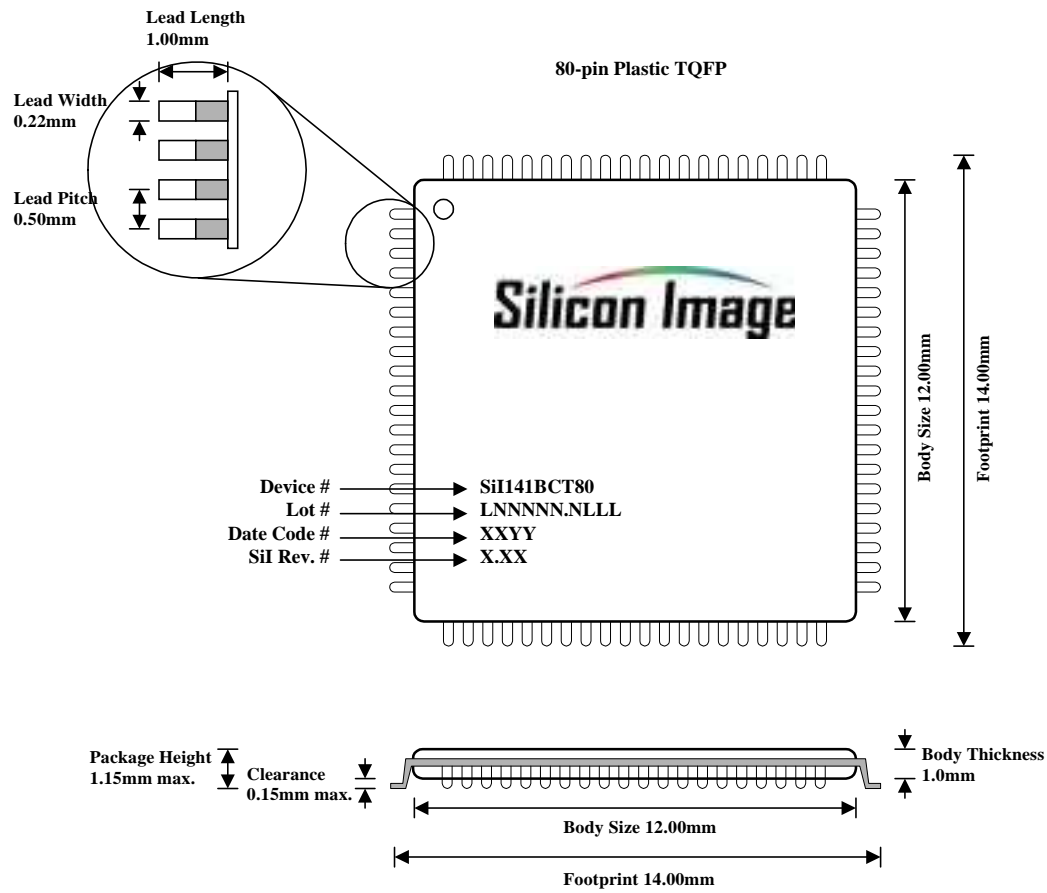 Lead Length
1.00mm
80-pin Plastic TQFP
Lead Width
0.22mm
Lead Pitch
0.50mm
Silicon Image
Body Size 12.00mm
Footprint 14.00mm
Device # SiI141BCT80
Lot # LNNNNN.NLLL
Date Code # XXYY
SiI Rev. # X.XX
Package Height
1.15mm max.
Clearance
0.15mm max.
Body Thickness
1.0mm
Body Size 12.00mm
Footprint 14.00mm